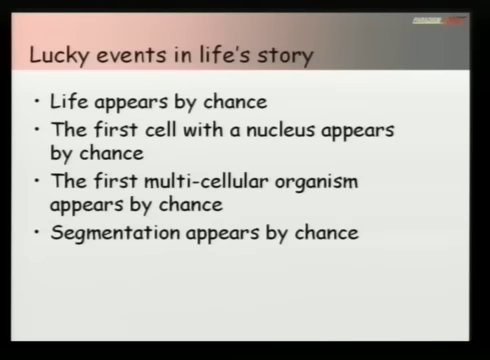 Lucky events in life's story
• Life appears by chance
• The first cell with a nucleus appears
by chance
• The first multi-cellular organism
appears by chance
• Segmentation appears by chance